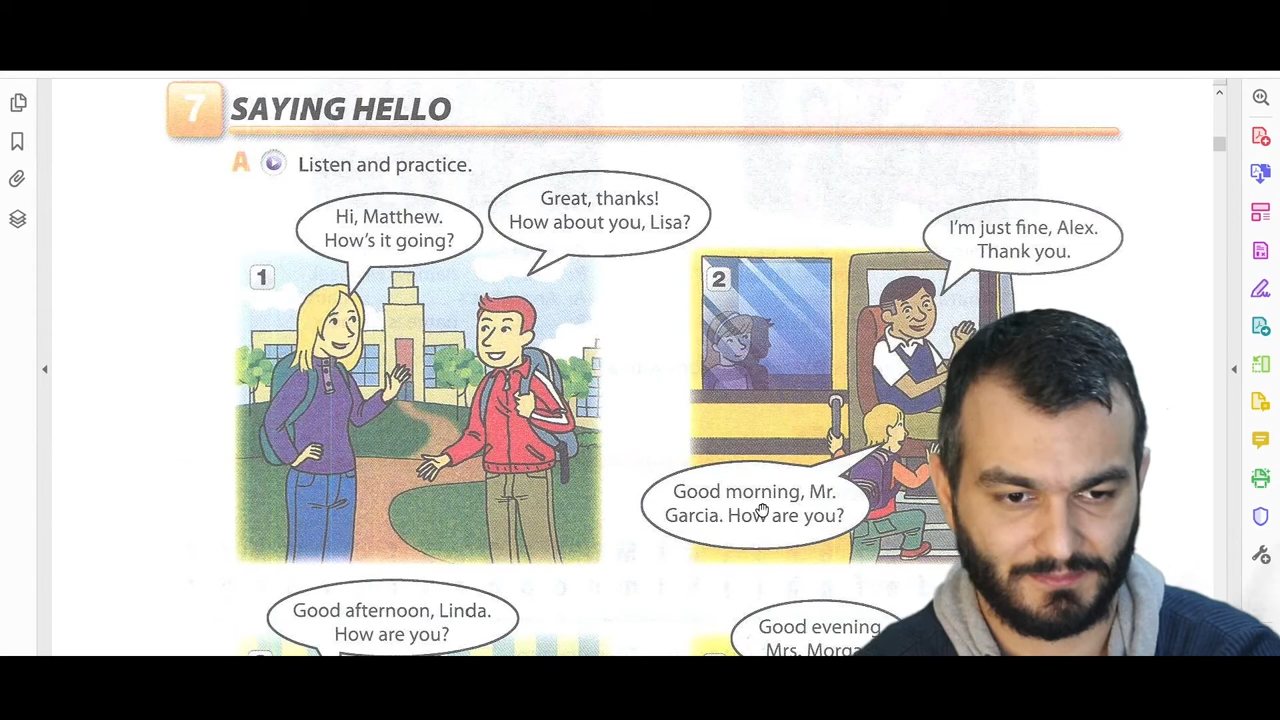 7 SAYING HELLO
A Listen and practice.
Hi, Matthew.
How's it going?
Great, thanks!
How about you, Lisa?
1
I'm just fine, Alex.
Thank you.
2
Good morning, Mr.
Garcia. How are you?
Good afternoon, Linda.
How are you?
Good evening
Mrs.